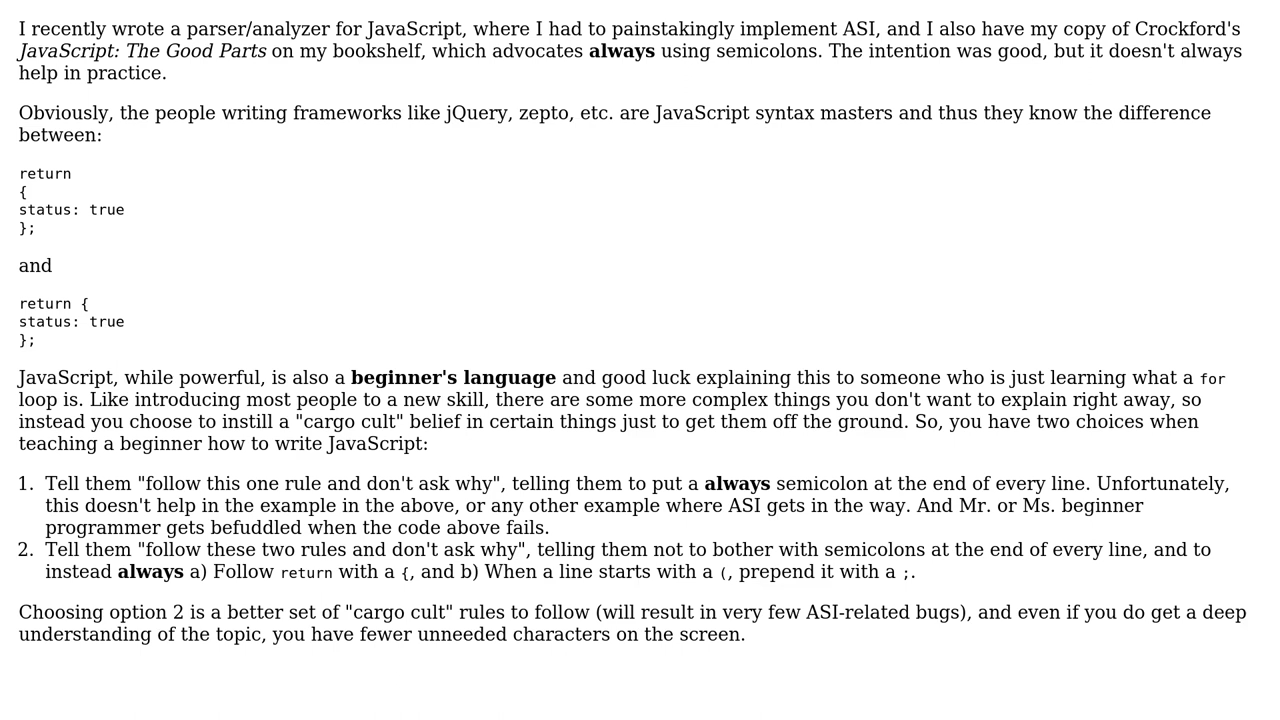 I recently wrote a parser/analyzer for JavaScript, where I had to painstakingly implement ASI, and I also have my copy of Crockford's
JavaScript: The Good Parts on my bookshelf, which advocates always using semicolons. The intention was good, but it doesn't always
help in practice.
Obviously, the people writing frameworks like jQuery, zepto, etc. are JavaScript syntax masters and thus they know the difference
between:
return
{
status: true
};
and
return {
status: true
};
JavaScript, while powerful, is also a beginner's language and good luck explaining this to someone who is just learning what a for
loop is. Like introducing most people to a new skill, there are some more complex things you don't want to explain right away, so
instead you choose to instill a "cargo cult" belief in certain things just to get them off the ground. So, you have two choices when
teaching a beginner how to write JavaScript:
1. Tell them "follow this one rule and don't ask why", telling them to put a always semicolon at the end of every line. Unfortunately,
this doesn't help in the example in the above, or any other example where ASI gets in the way. And Mr. or Ms. beginner
programmer gets befuddled when the code above fails.
2. Tell them "follow these two rules and don't ask why", telling them not to bother with semicolons at the end of every line, and to
instead always a) Follow return with a {, and b) When a line starts with a (, prepend it with a ;.
Choosing option 2 is a better set of "cargo cult" rules to follow (will result in very few ASI-related bugs), and even if you do get a deep
understanding of the topic, you have fewer unneeded characters on the screen.